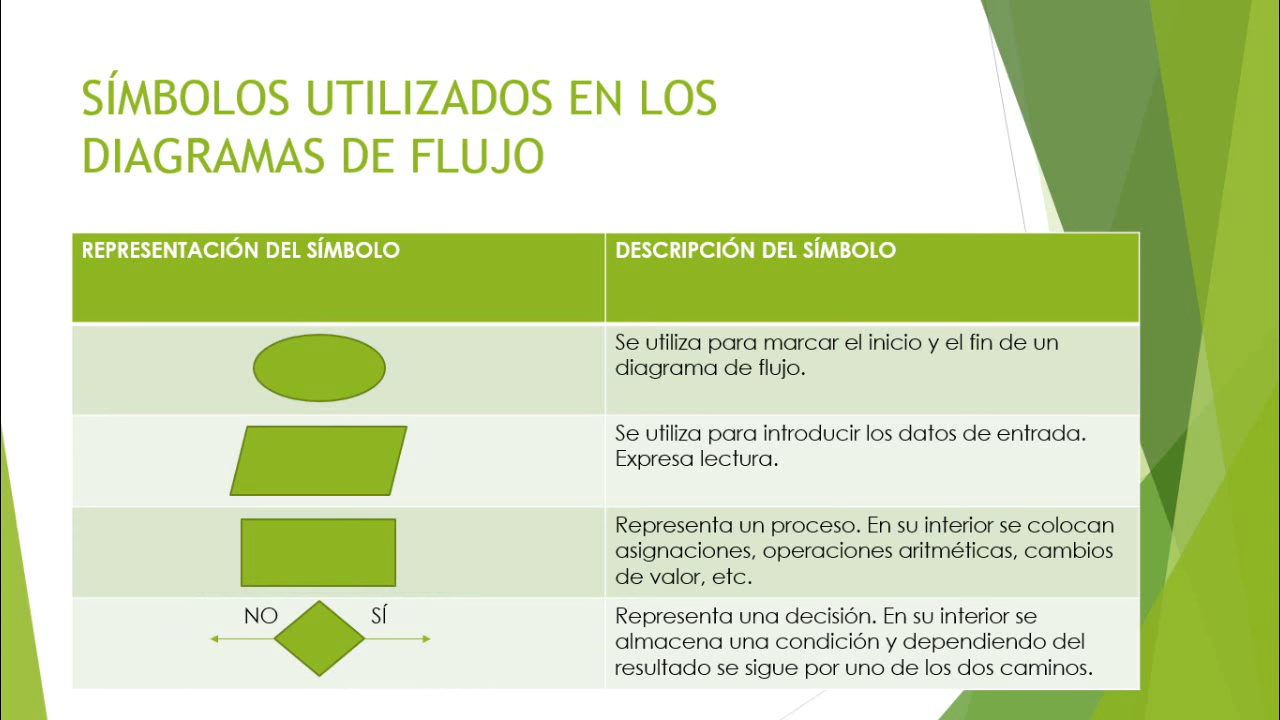 SÍMBOLOS UTILIZADOS EN LOS
DIAGRAMAS DE FLUJO
REPRESENTACIÓN DEL SÍMBOLO
DESCRIPCIÓN DEL SÍMBOLO
Se utiliza para marcar el inicio y el fin de un
diagrama de flujo.
Se utiliza para introducir los datos de entrada.
Expresa lectura.
Representa un proceso. En su interior se colocan
asignaciones, operaciones aritméticas, cambios
de valor, etc.
NO
SÍ
Representa una decisión. En su interior se
almacena una condición y dependiendo del
resultado se sigue por uno de los dos caminos.